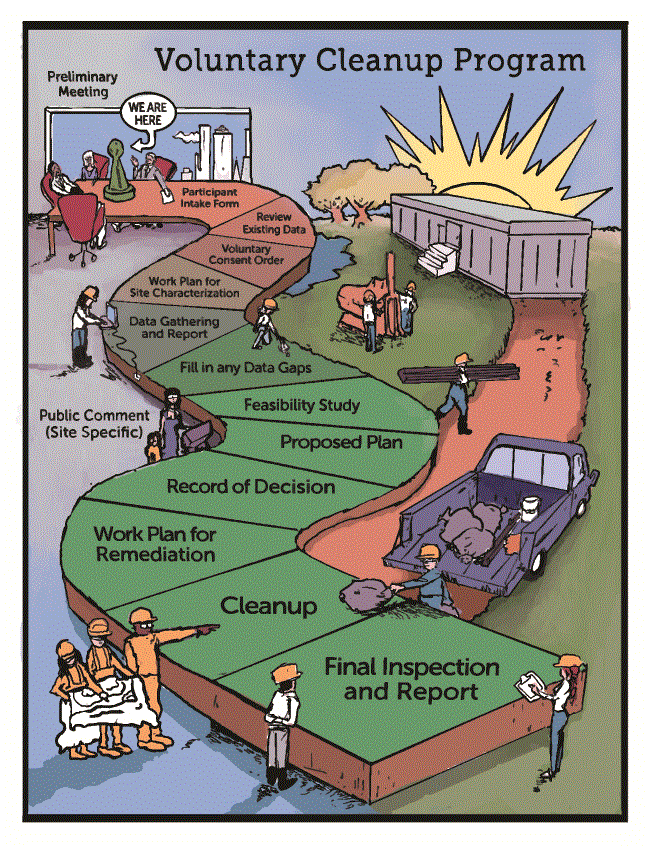 Voluntary Cleanup Program
Preliminary
Meeting
WE ARE
HERE
Participant
Intake Form
Review
Existing Data
Voluntary
Consent Order
Work Plan for
Site Characterization
Data Gathering
and Report
Fill in any Data Gaps
Feasibility Study
Public Comment
(Site Specific)
Proposed Plan
Record of Decision
Work Plan for
Remediation
Cleanup
Final Inspection
and Report